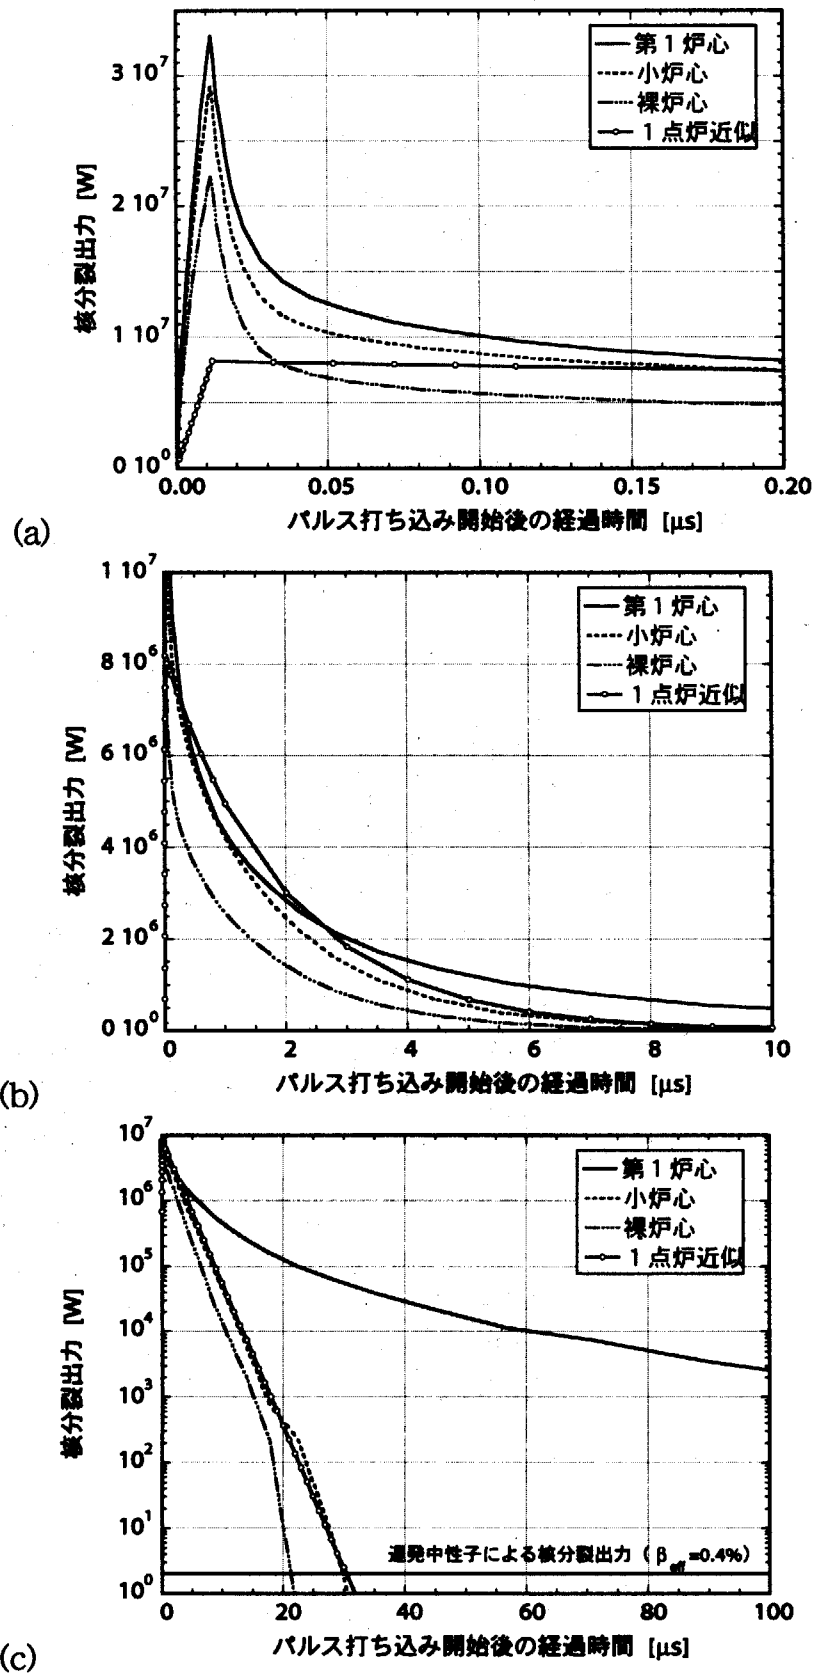 3 10⁷
2 10⁷
1 10⁷
0 10⁰
核分裂出力 [W]
第1炉心
小炉心
裸炉心
1点炉近似
0.00 0.05 0.10 0.15 0.20
パルス打ち込み開始後の経過時間 [μs]
(a)
1 10⁷
8 10⁶
6 10⁶
4 10⁶
2 10⁶
0 10⁰
核分裂出力 [W]
第1炉心
小炉心
裸炉心
1点炉近似
0 2 4 6 8 10
パルス打ち込み開始後の経過時間 [μs]
(b)
10⁷
10⁶
10⁵
10⁴
10³
10²
10¹
10⁰
核分裂出力 [W]
第1炉心
小炉心
裸炉心
1点炉近似
遅発中性子による核分裂出力 (β eff=0.4%)
0 20 40 60 80 100
パルス打ち込み開始後の経過時間 [μs]
(c)